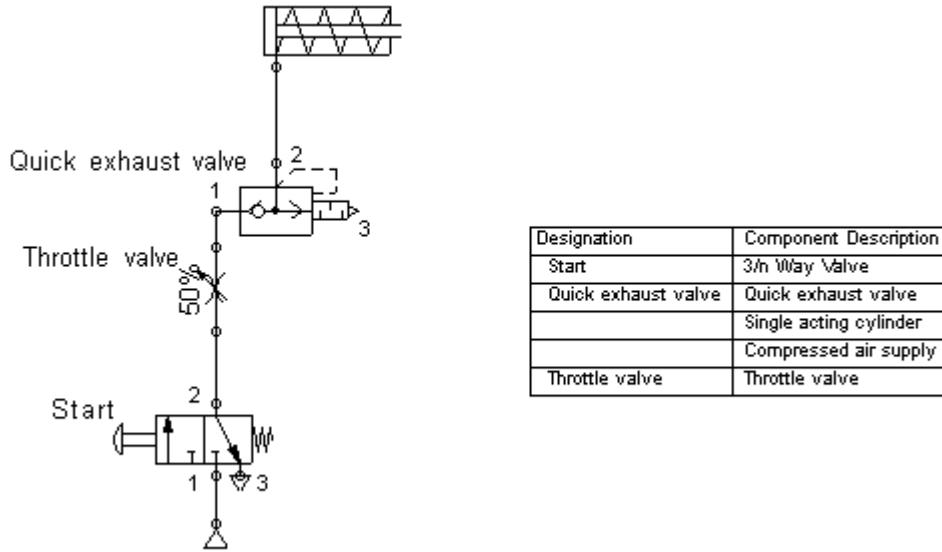 Quick exhaust valve
2
1
3
Throttle valve
50%
2
Start
1
3
Designation Component Description
Start 3/n Way Valve
Quick exhaust valve Quick exhaust valve
Single acting cylinder
Compressed air supply
Throttle valve Throttle valve